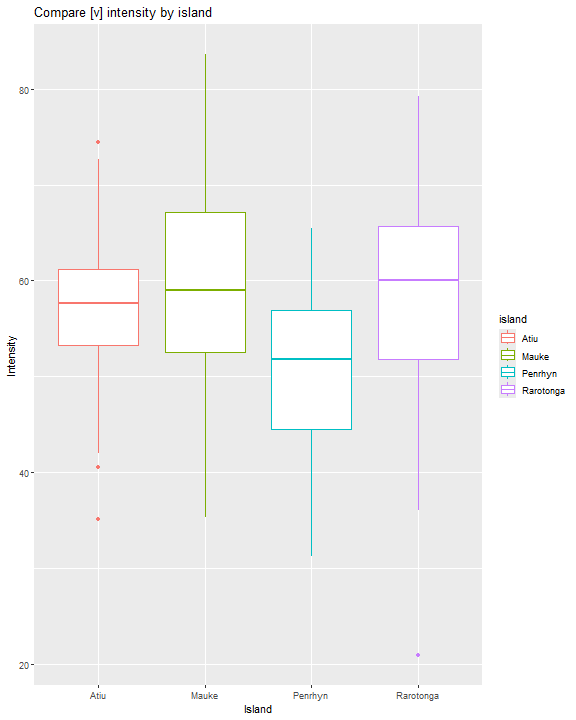 Compare [v] intensity by island
80
60
40
20
Intensity
Atiu
Mauke
Penrhyn
Rarotonga
Island
island
Atiu
Mauke
Penrhyn
Rarotonga